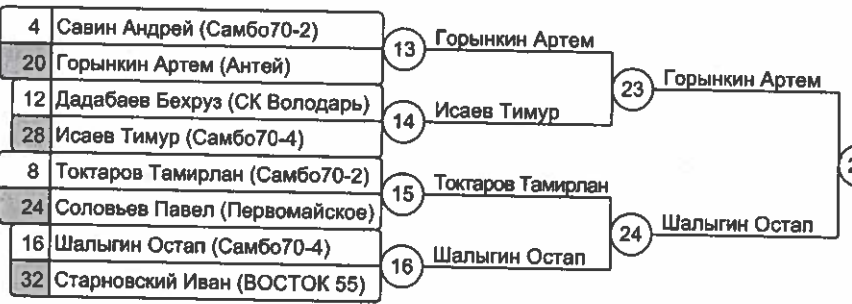 4 Савин Андрей (Самбо70-2)
20 Горынкин Артем (Антей)
12 Дадабаев Бехруз (СК Володарь)
28 Исаев Тимур (Самбо70-4)
8 Токтаров Тамирлан (Самбо70-2)
24 Соловьев Павел (Первомайское)
16 Шалыгин Остап (Самбо70-4)
32 Старновский Иван (ВОСТОК 55)
13 Горынкин Артем
14 Исаев Тимур
15 Токтаров Тамирлан
16 Шалыгин Остап
23 Горынкин Артем
24 Шалыгин Остап